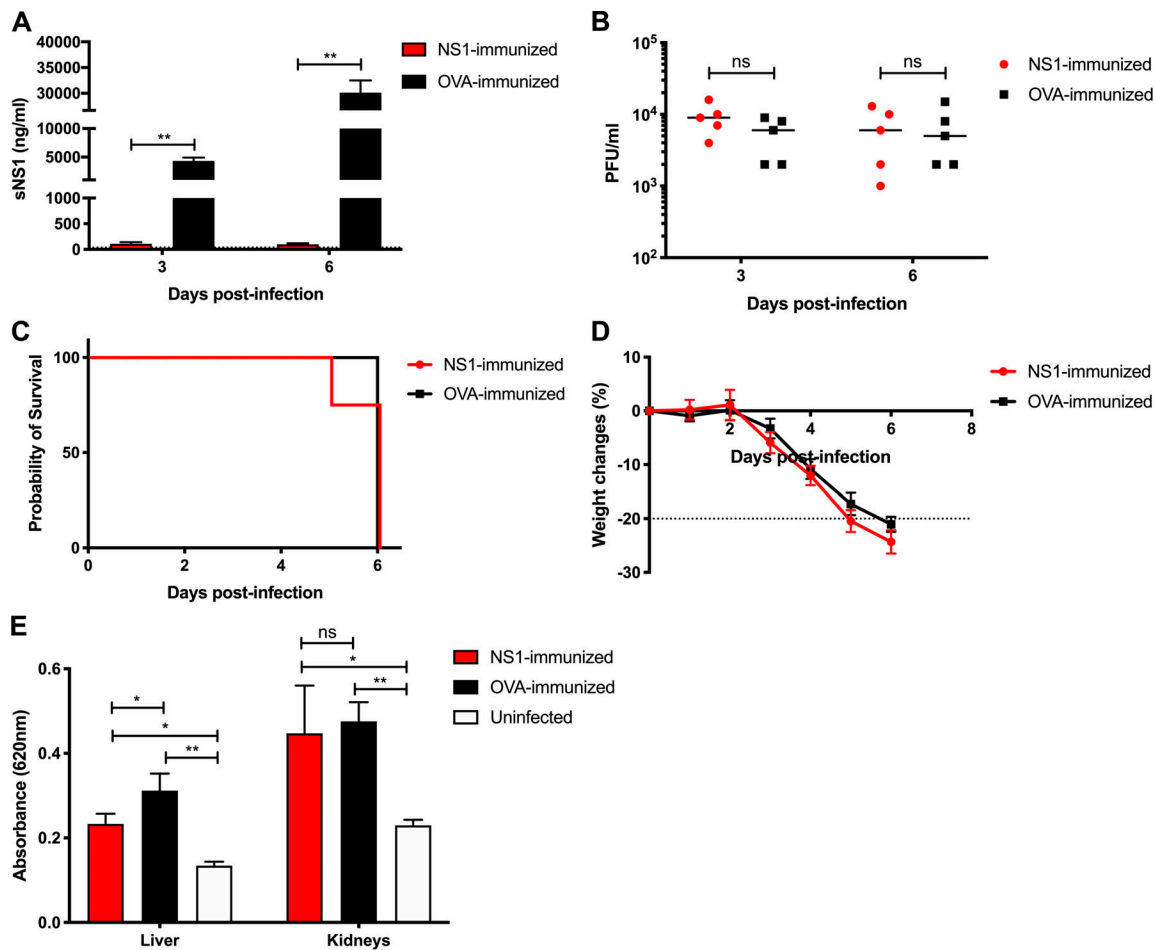 A
sNS1 (ng/ml)
40000
35000
30000
25000
10000
5000
1000
500
0
**
**
3
6
Days post-infection
NS1-immunized
OVA-immunized
B
PFU/ml
10^5
10^4
10^3
10^2
ns
ns
3
6
Days post-infection
NS1-immunized
OVA-immunized
C
Probability of Survival
100
50
0
0
2
4
6
Days post-infection
NS1-immunized
OVA-immunized
D
Weight changes (%)
10
0
-10
-20
-30
2
4
6
8
Days post-infection
NS1-immunized
OVA-immunized
E
Absorbance (620nm)
0.6
0.4
0.2
0.0
*
*
**
ns
*
**
Liver
Kidneys
NS1-immunized
OVA-immunized
Uninfected